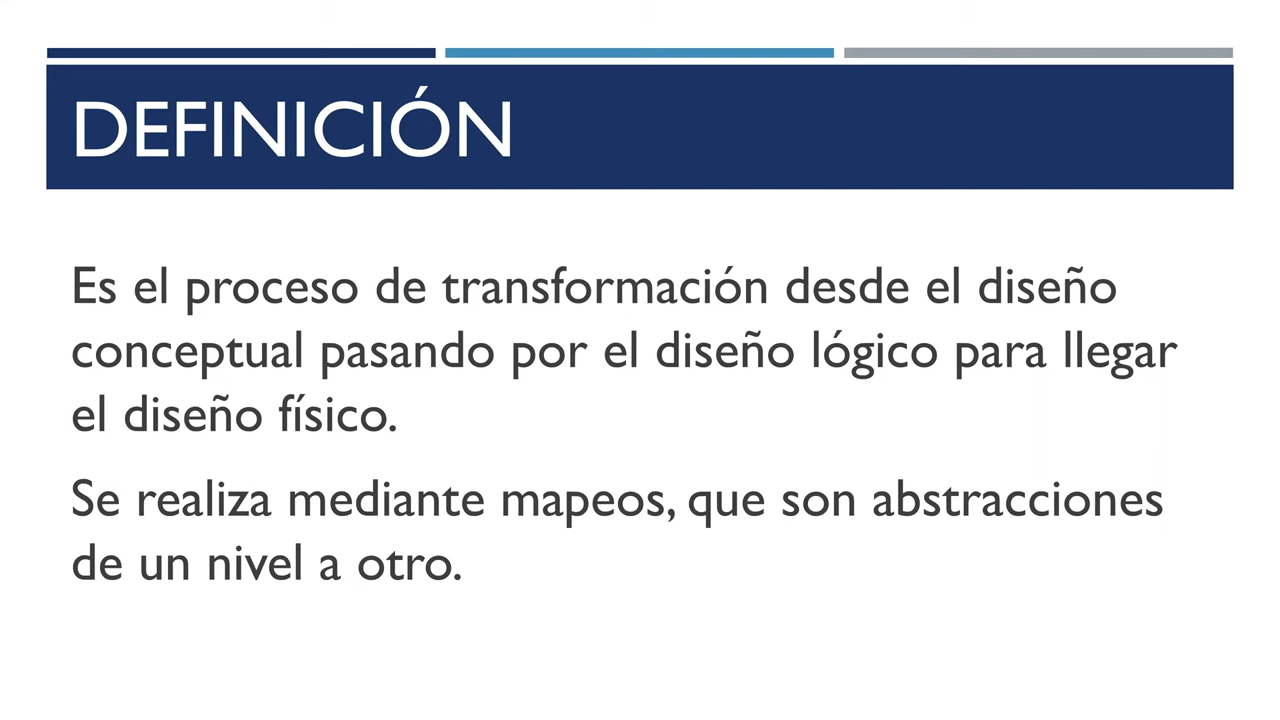 DEFINICIÓN
Es el proceso de transformación desde el diseño
conceptual pasando por el diseño lógico para llegar
el diseño físico.
Se realiza mediante mapeos, que son abstracciones
de un nivel a otro.